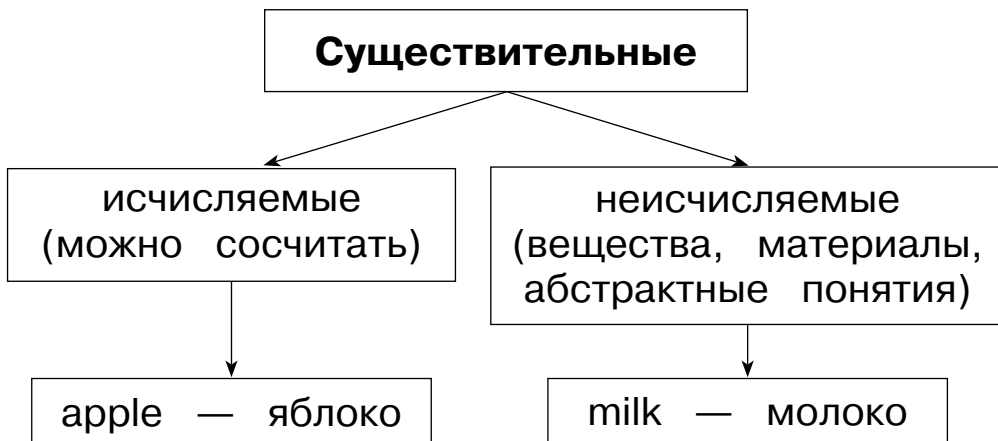 Существительные
исчисляемые
(можно сосчитать)
неисчисляемые
(вещества, материалы,
абстрактные понятия)
apple — яблоко
milk — молоко